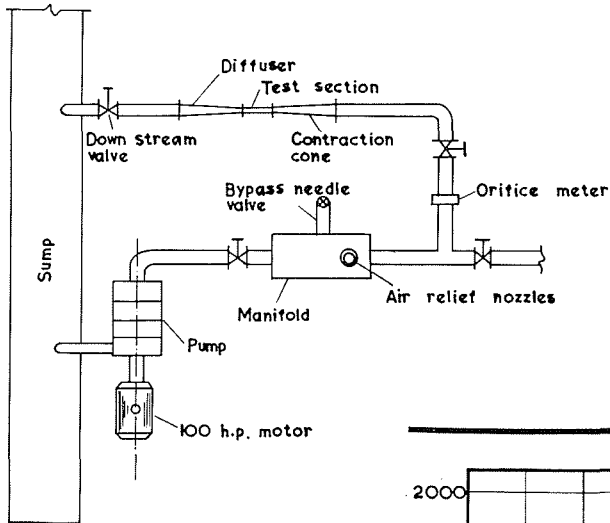 Diffuser
Test section
Down stream
valve
Contraction
cone
Bypass needle
valve
Orifice meter
Sump
Manifold
Air relief nozzles
Pump
100 h.p. motor
2000